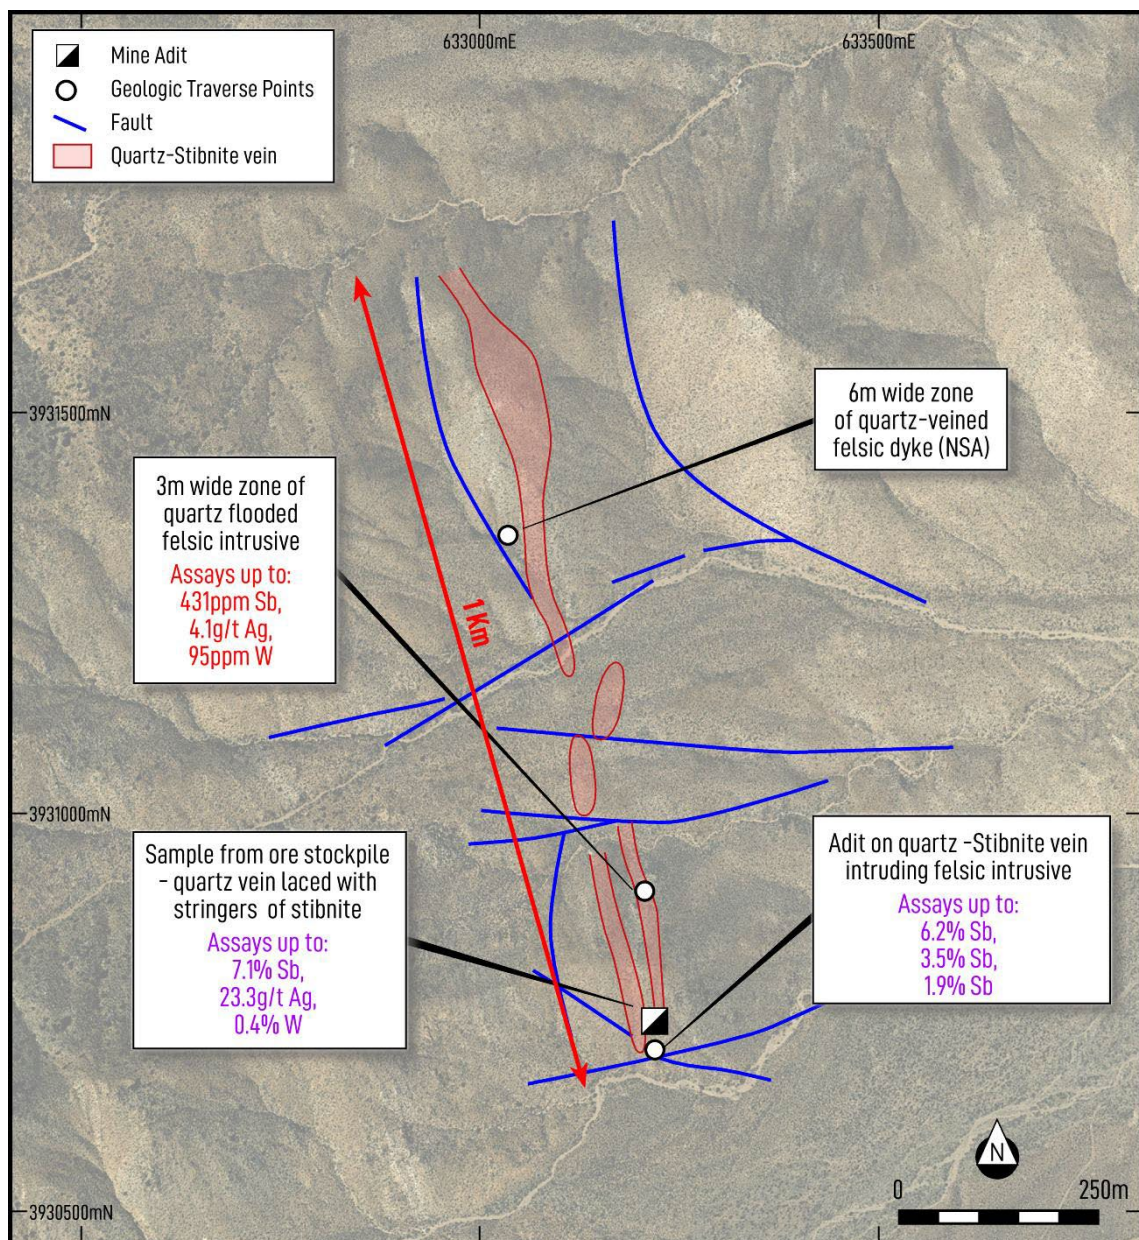 633000mE
633500mE
Mine Adit
Geologic Traverse Points
Fault
Quartz-Stibnite vein
3931500mN
6m wide zone
of quartz-veined
felsic dyke (NSA)
3m wide zone of
quartz flooded
felsic intrusive
Assays up to:
431ppm Sb,
4.1g/t Ag,
95ppm W
1 Km
3931000mN
Sample from ore stockpile
- quartz vein laced with
stringers of stibnite
Assays up to:
7.1% Sb,
23.3g/t Ag,
0.4% W
Adit on quartz -Stibnite vein
intruding felsic intrusive
Assays up to:
6.2% Sb,
3.5% Sb,
1.9% Sb
N
0
250m
3930500mN